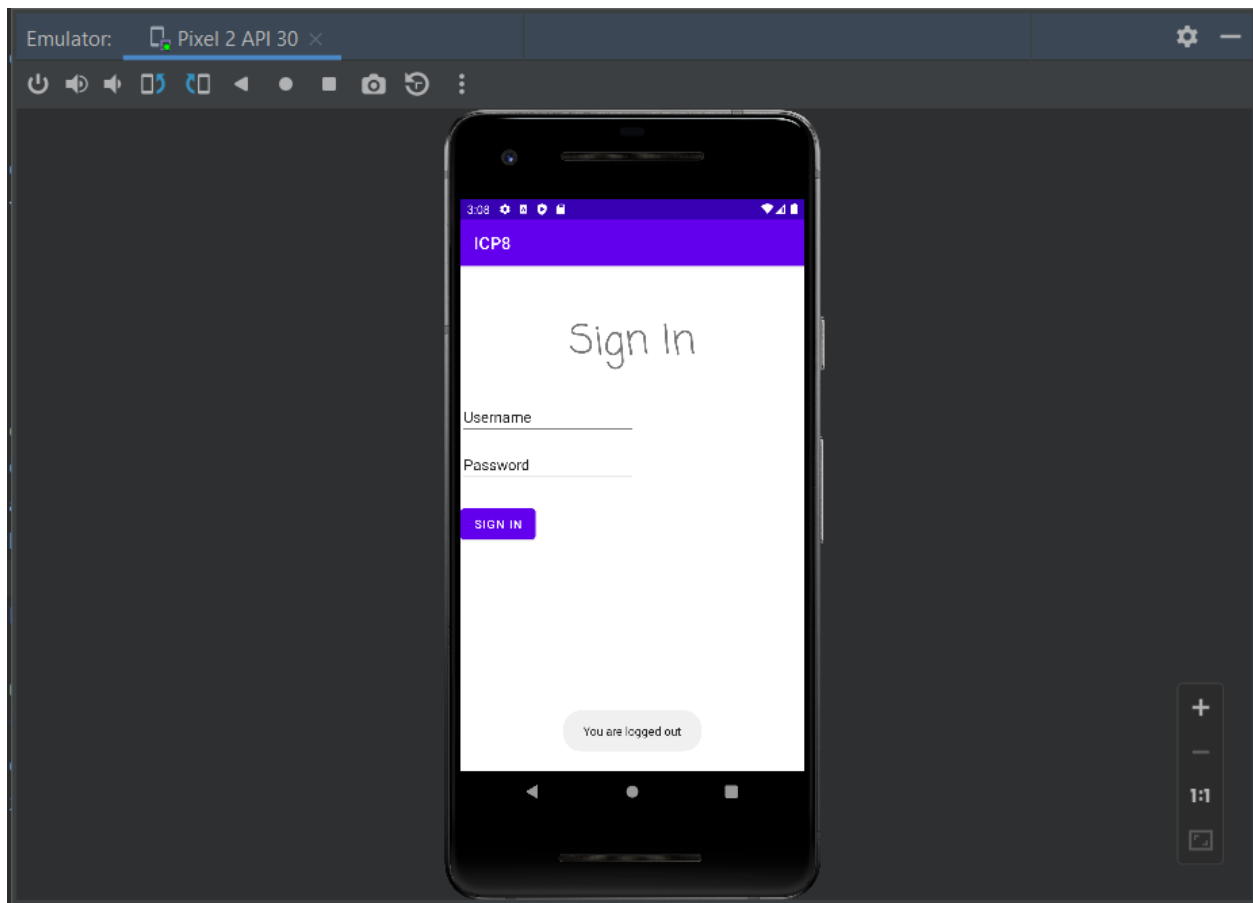 Emulator: Pixel 2 API 30
3:08
ICP8
Sign In
Username
Password
SIGN IN
You are logged out
1:1